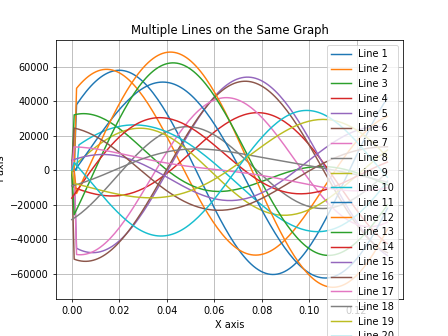 Multiple Lines on the Same Graph
60000
40000
20000
0
−20000
−40000
−60000
0.00
0.02
0.04
0.06
0.08
0.10
X axis
Line 1
Line 2
Line 3
Line 4
Line 5
Line 6
Line 7
Line 8
Line 9
Line 10
Line 11
Line 12
Line 13
Line 14
Line 15
Line 16
Line 17
Line 18
Line 19
Line 20